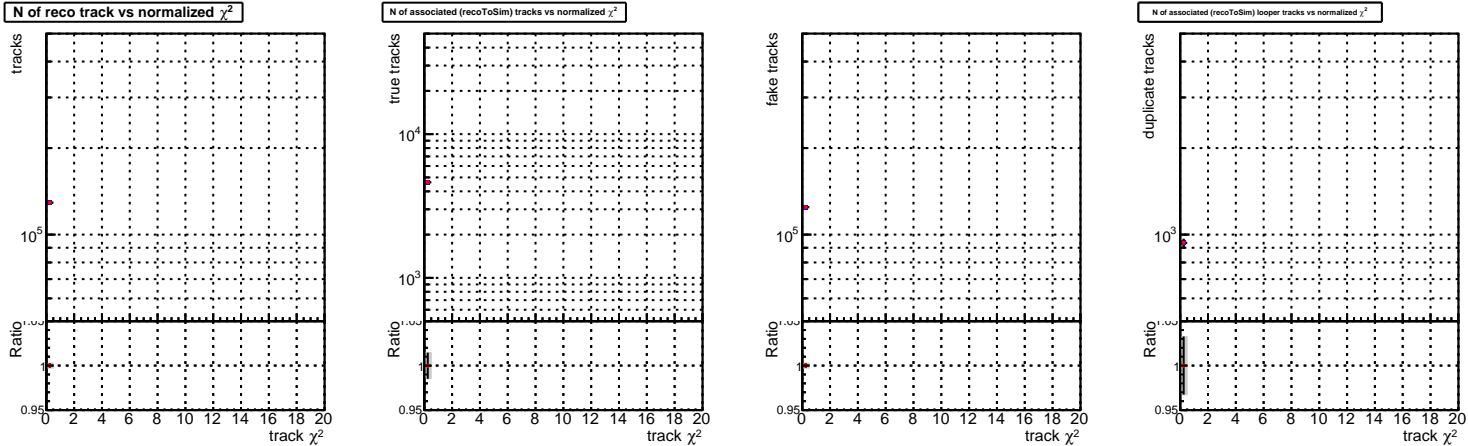 N of reco track vs normalized χ²
tracks
10⁵
Ratio
1
0.95
0 2 4 6 8 10 12 14 16 18 20
track χ²
N of associated (recoToSim) tracks vs normalized χ²
true tracks
10⁴
10³
Ratio
1
0.95
0 2 4 6 8 10 12 14 16 18 20
track χ²
fake tracks
10⁵
Ratio
1
0.95
0 2 4 6 8 10 12 14 16 18 20
track χ²
N of associated (recoToSim) looper tracks vs normalized χ²
duplicate tracks
10³
Ratio
1
0.95
0 2 4 6 8 10 12 14 16 18 20
track χ²